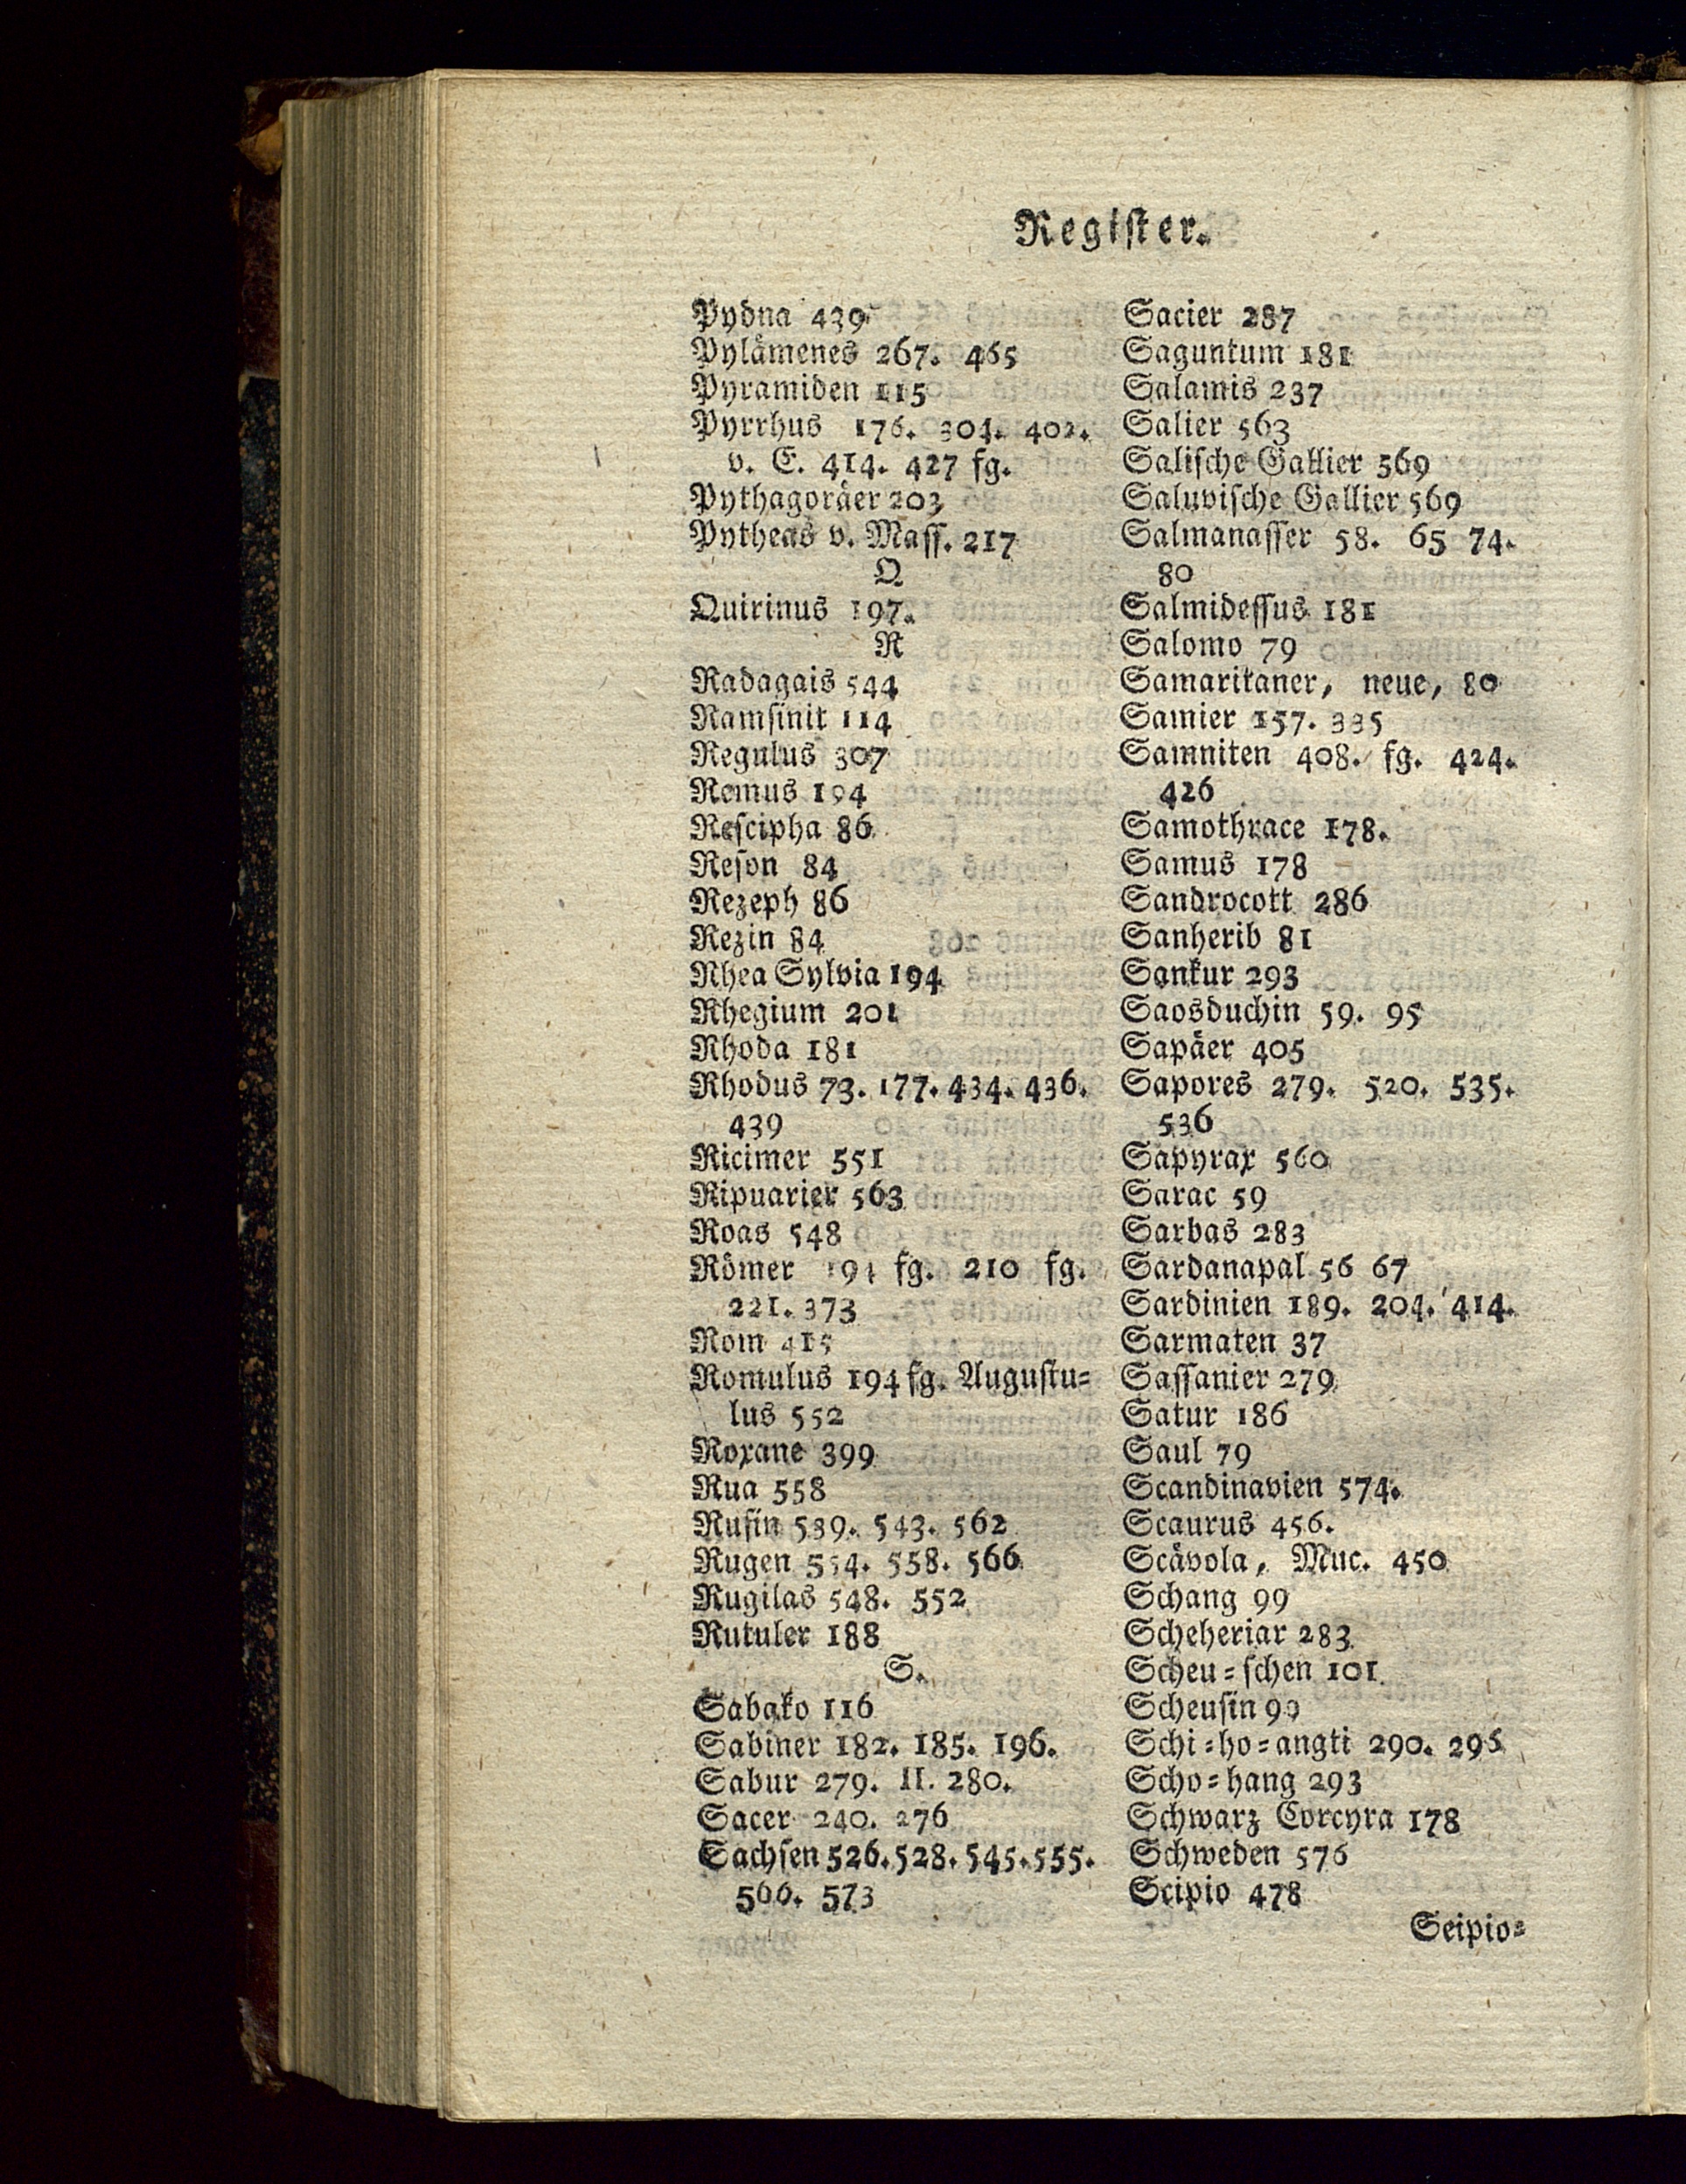 Regiſter.
Pydna 439
Pylämenes 267. 465
Pyramiden 115
Pyrrhus 176. 304. 402.
v. E. 414. 427 fg.
Pythagoräer 203
Pytheas v. Maſſ. 217
Q
Quirinus 197.
R
Radagais 544
Ramſinit 114
Regulus 307
Remus 194
Reſcipha 86
Reſon 84
Rezeph 86
Rezin 84
Rhea Sylvia 194
Rhegium 201
Rhoda 181
Rhodus 73. 177. 434. 436.
439
Ricimer 551
Ripuarier 563
Roas 548
Römer 194 fg. 210 fg.
221. 373
Rom 415
Romulus 194 fg. Auguſtu=
lus 552
Roxane 399
Rua 558
Rufin 539. 543. 562
Rugen 554. 558. 566
Rugilas 548. 552
Rutuler 188
S.
Sabako 116
Sabiner 182. 185. 196.
Sabur 279. II. 280.
Sacer 240. 276
Sachſen 526. 528. 545. 555.
566. 573
Sacier 287
Saguntum 181
Salamis 237
Salier 563
Saliſche Gallier 569
Saluviſche Gallier 569
Salmanaſſer 58. 65 74.
80
Salmideſſus 181
Salomo 79
Samaritaner, neue, 80
Samier 157. 335
Samniten 408. fg. 424.
426
Samothrace 178.
Samus 178
Sandrocott 286
Sanherib 81
Sankur 293
Saosduchin 59. 95
Sapäer 405
Sapores 279. 520. 535.
536
Sapyrax 560
Sarac 59
Sarbas 283
Sardanapal 56 67
Sardinien 189. 204. 414.
Sarmaten 37
Saſſanier 279
Satur 186
Saul 79
Scandinavien 574.
Scaurus 456.
Scävola, Muc. 450
Schang 99
Scheheriar 283
Scheu=ſchen 101
Scheuſin 99
Schi=ho=angti 290. 296
Scho=hang 293
Schwarz Corcyra 178
Schweden 576
Scipio 478
Seipio=